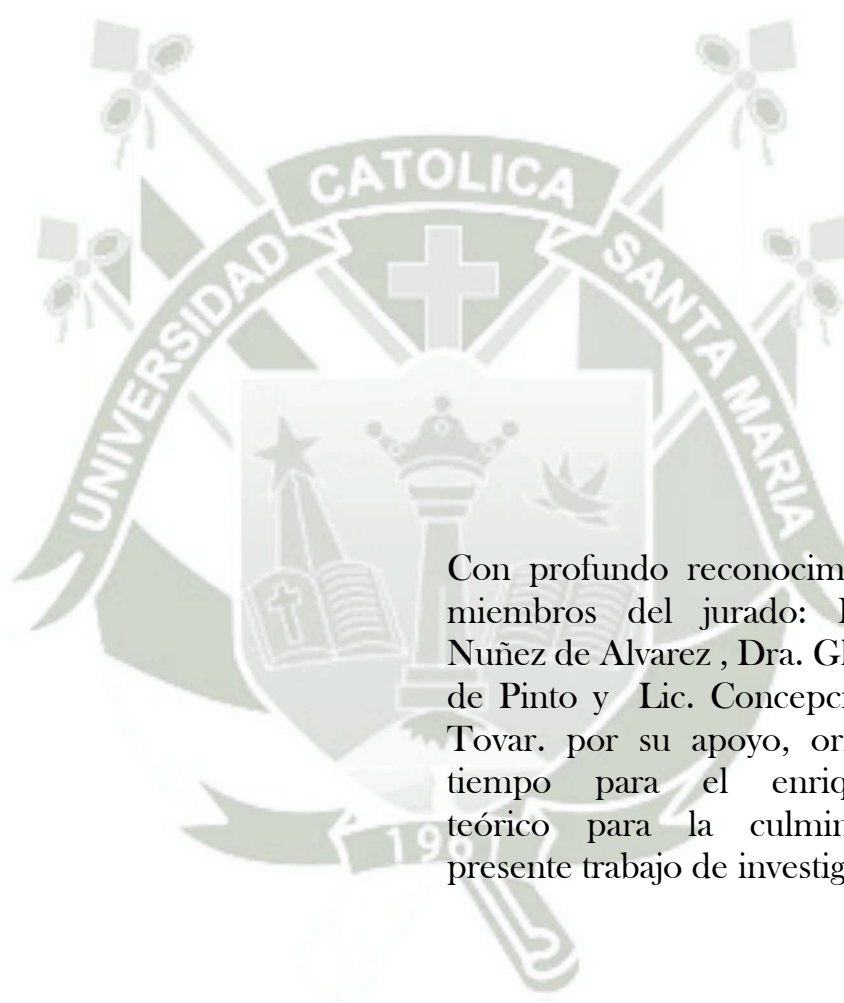 CATOLICA
UNIVERSIDAD
SANTA MARIA
Con profundo
miembros del jurado:
Nuñez de Alvarez , Dra.
de Pinto y Lic.
Tovar. por su apoyo,
tiempo para el
teórico para la
presente trabajo de
196